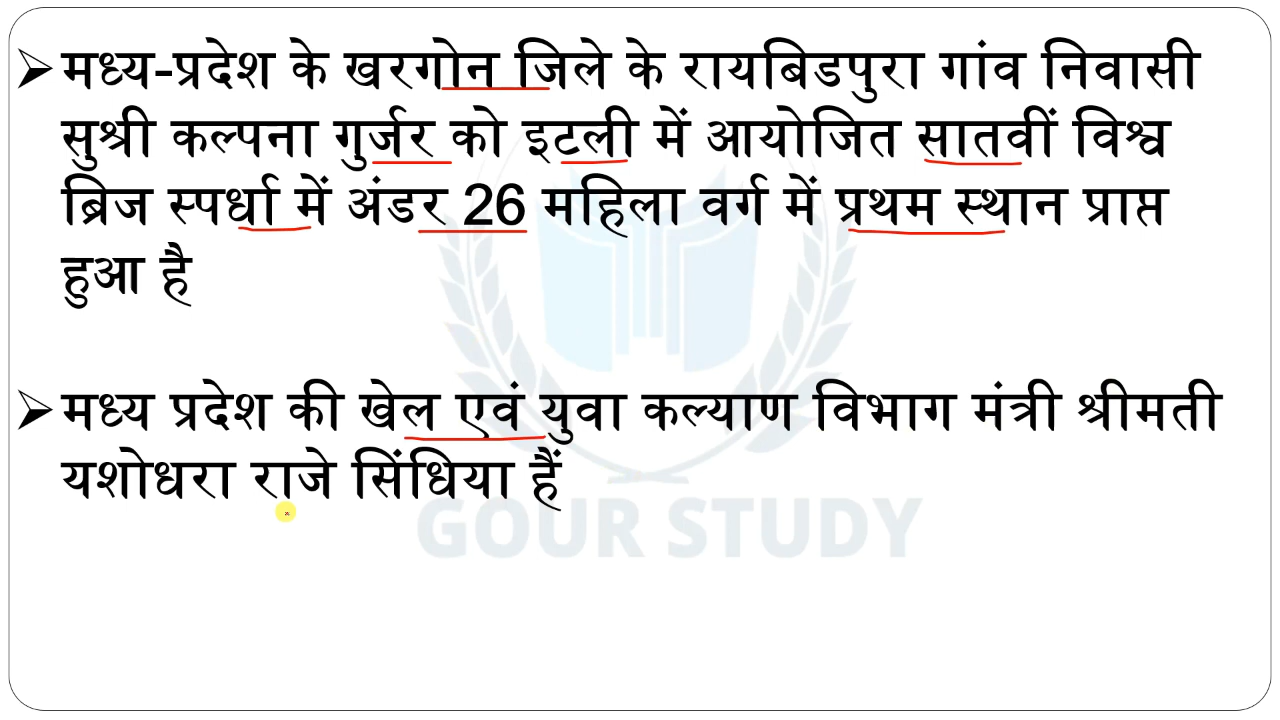 ➢ मध्य-प्रदेश के खरगोन जिले के रायबिडपुरा गांव निवासी
सुश्री कल्पना गुर्जर को इटली में आयोजित सातवीं विश्व
ब्रिज स्पर्धा में अंडर 26 महिला वर्ग में प्रथम स्थान प्राप्त
हुआ है
➢ मध्य प्रदेश की खेल एवं युवा कल्याण विभाग मंत्री श्रीमती
यशोधरा राजे सिंधिया हैं
GOUR STUDY